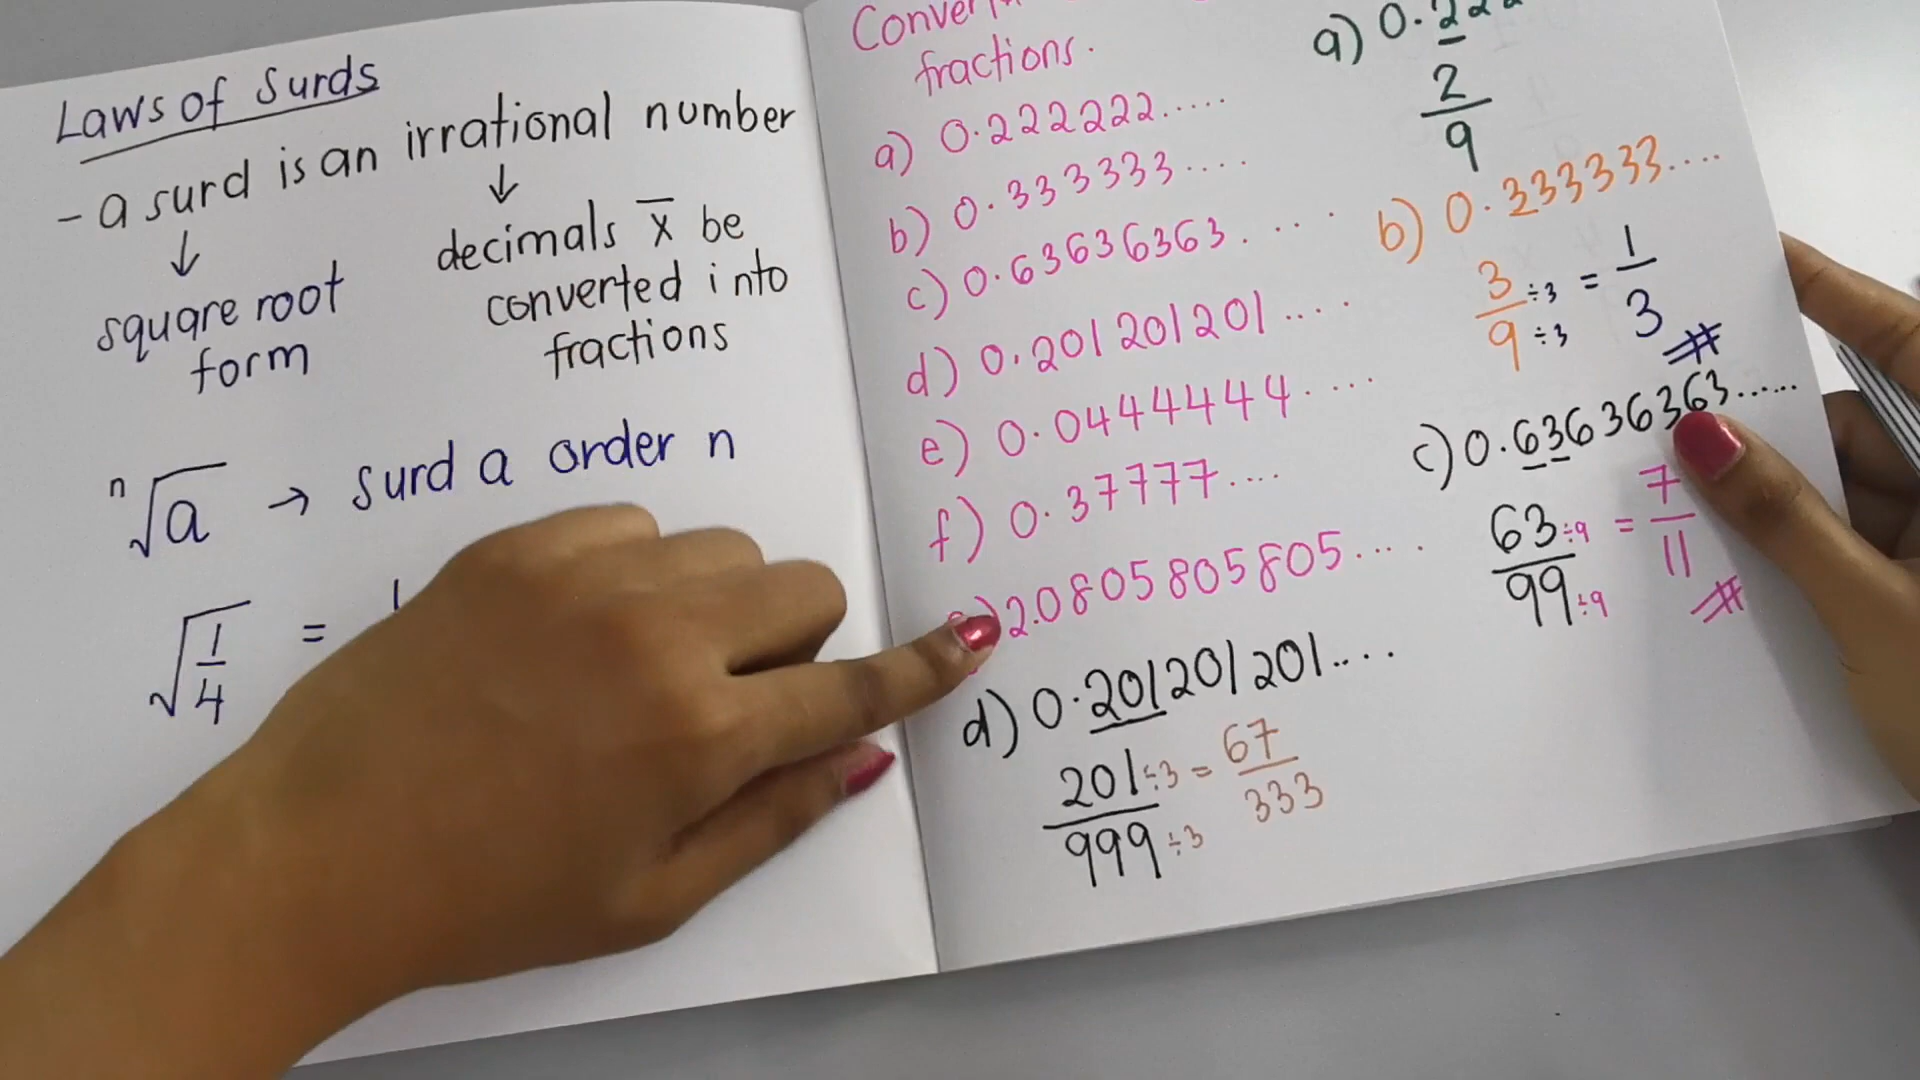 Laws of Surds
- a surd is an irrational number
↓ ↓
square root form
decimals x̅ be
converted into
fractions
ⁿ√a → surd a order n
√1/4 =
fractions.
a) 0.222222.....
b) 0.333333....
c) 0.63636363. ...
d) 0.201201201....
e) 0.0444444....
f) 0.37777....
2.0805805805....
d) 0.201201201....
201÷3 = 67
999÷3 333
a) 0.222
2
9
b) 0.333333....
3÷3 = 1
9÷3 3 #
c) 0.63636363......
63÷9 = 7
99÷9 11
#